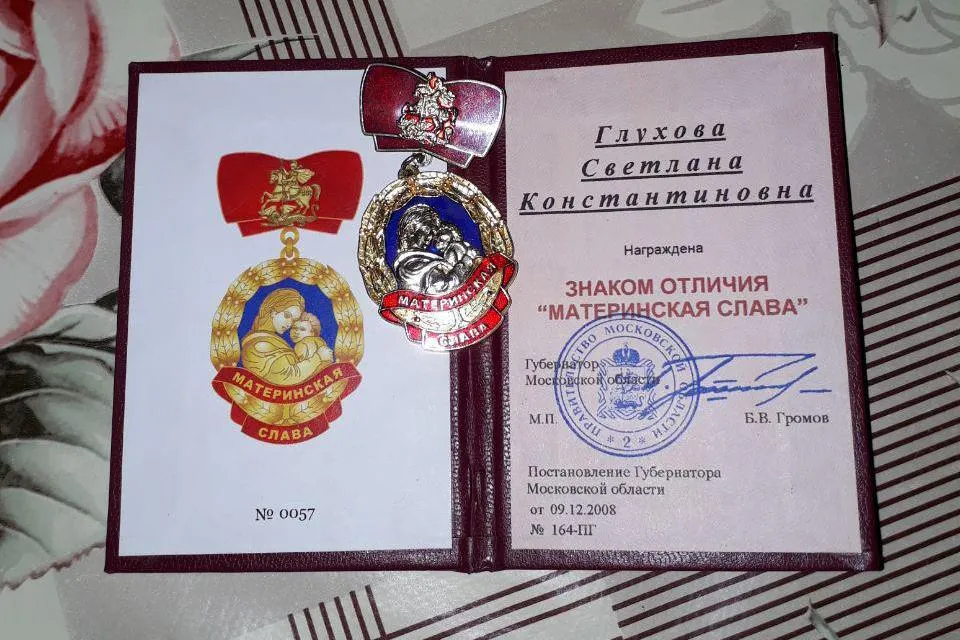 МАТЕРИНСКАЯ
СЛАВА
№ 0057
МАТЕРИНСКАЯ
СЛАВА
Глухова
Светлана
Константиновна
Награждена
ЗНАКОМ ОТЛИЧИЯ
“МАТЕРИНСКАЯ СЛАВА”
Губернатор
Московской области
М.П.
Б.В. Громов
ПРАВИТЕЛЬСТВО МОСКОВСКОЙ ОБЛАСТИ
* 2 *
Постановление Губернатора
Московской области
от 09.12.2008
№ 164-ПГ